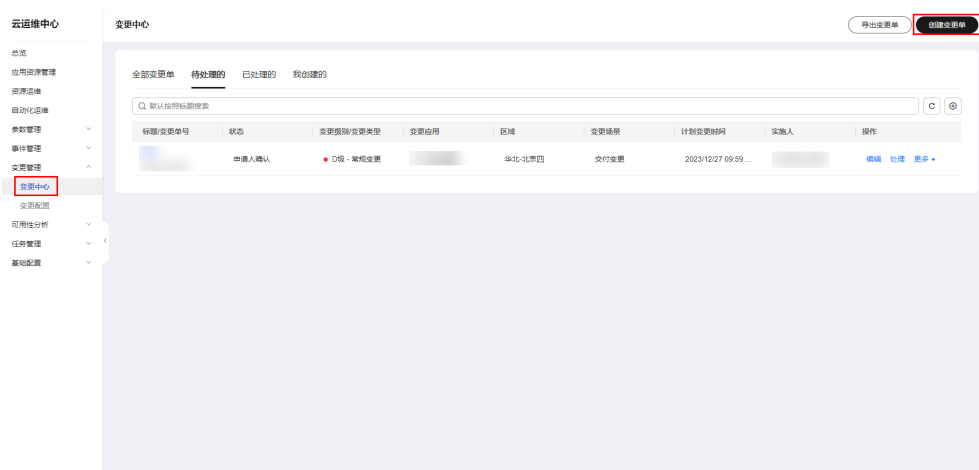 云运维中心
变更中心
导出变更单
创建变更单
总览
应用资源管理
资源运维
自动化运维
参数管理
事件管理
变更管理
变更中心
变更配置
可用性分析
任务管理
基础配置
全部变更单 待处理的 已处理的 我创建的
默认按照标题搜索
标题/变更单号 状态 变更级别/变更类型 变更应用 区域 变更场景 计划变更时间 实施人 操作
申请人确认 D级 - 常规变更 华北-北京四 交付变更 2023/12/27 09:59:... 编辑 处理 更多